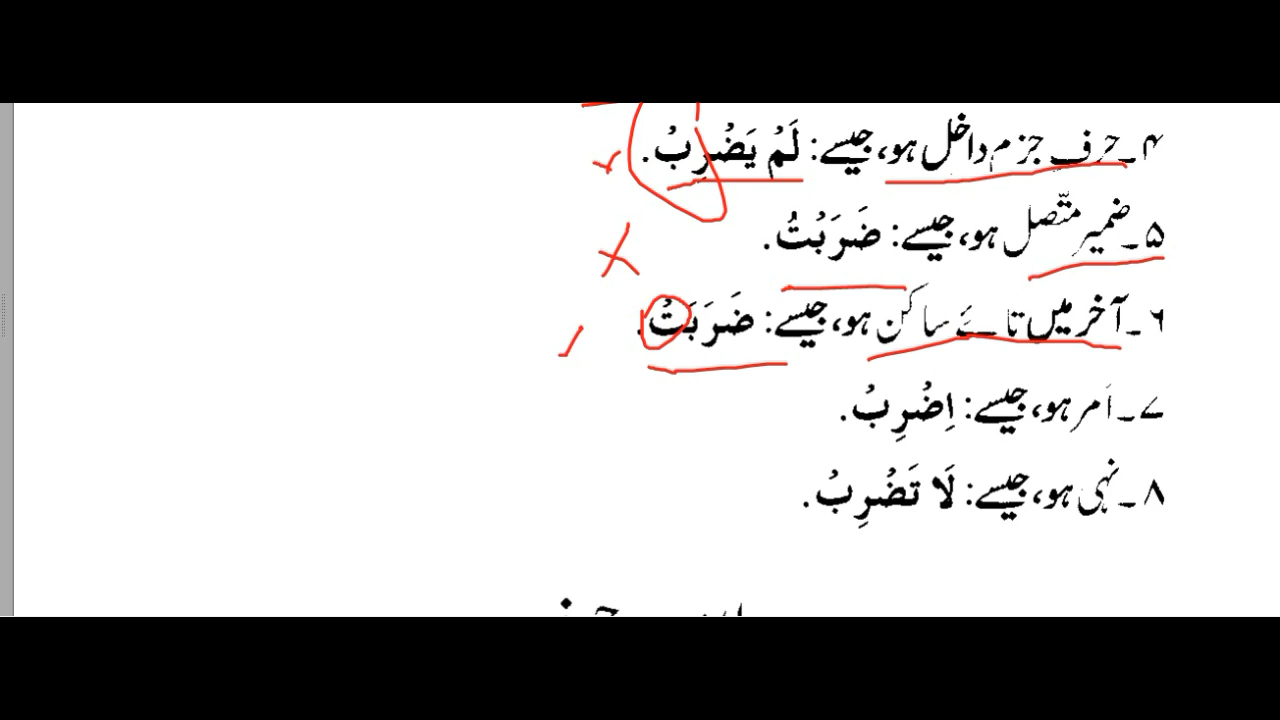 ۴۔ حرف جزم داخل ہو، جیسے: لَمْ يَضْرِبْ.
۵۔ ضمیر متّصل ہو، جیسے: ضَرَبْتُ.
۶۔ آخر میں تائے ساکن ہو، جیسے: ضَرَبَتْ.
۷۔ اَمر ہو، جیسے: اِضْرِبْ.
۸۔ نہی ہو، جیسے: لَا تَضْرِبْ.